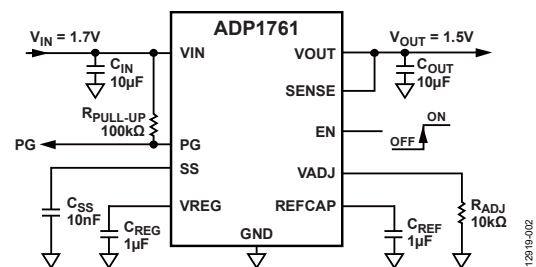 ADP1761
VIN = 1.7V
VIN
VOUT
VOUT = 1.5V
CIN
10µF
COUT
10µF
SENSE
RPULL-UP
100kΩ
EN
ON
OFF
PG
PG
SS
VADJ
CSS
10nF
VREG
REFCAP
RADJ
10kΩ
CREG
1µF
CREF
1µF
GND
12919-002